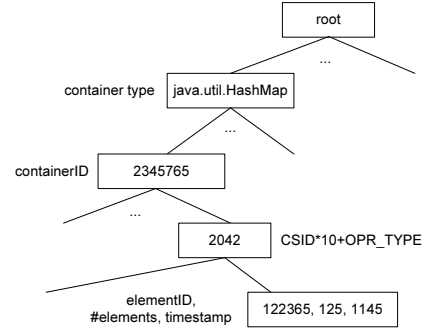 root
...
container type java.util.HashMap
...
containerID 2345765
...
2042 CSID*10+OPR_TYPE
elementID,
#elements, timestamp 122365, 125, 1145